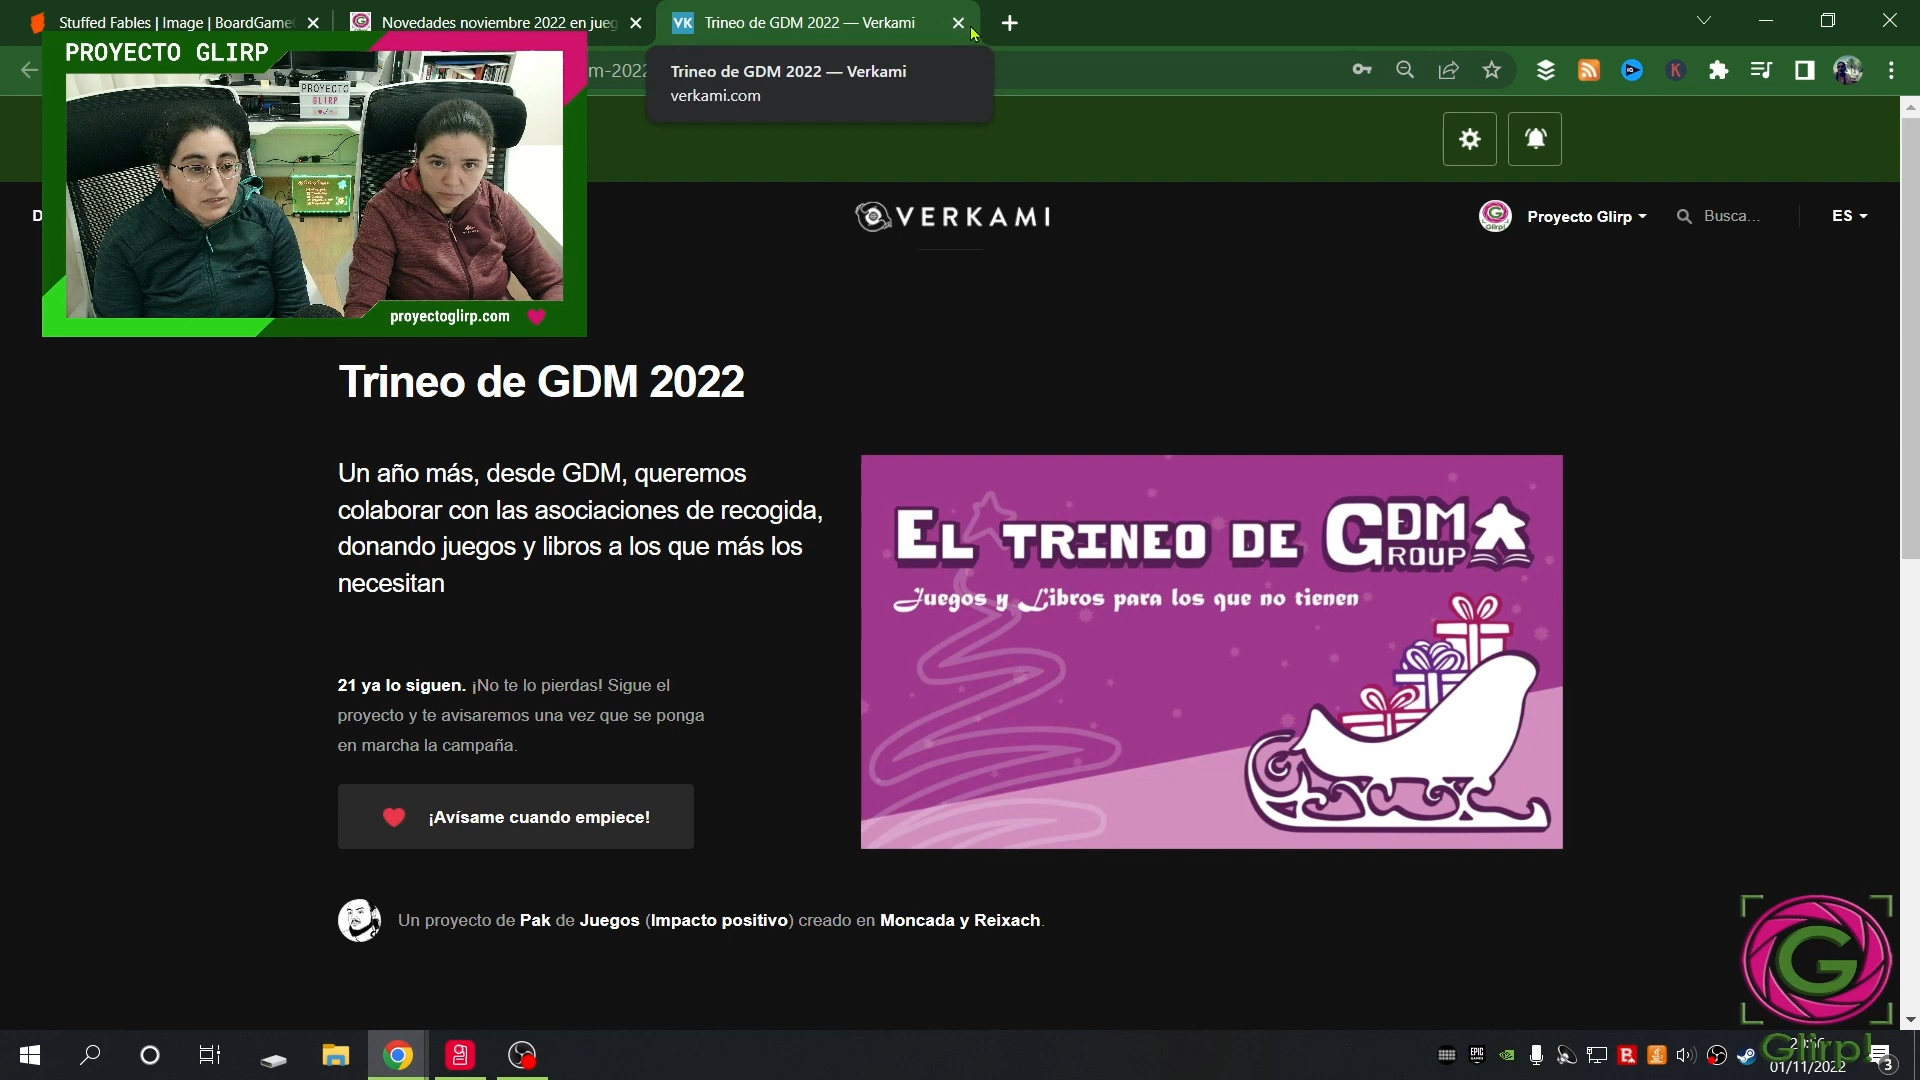 Stuffed Fables | Image | BoardGame
Novedades noviembre 2022 en jueg
VK Trineo de GDM 2022 — Verkami
PROYECTO GLIRP
m-2022
Trineo de GDM 2022 — Verkami
verkami.com
PROYECTO
GLIRP
D
VERKAMI
Proyecto Glirp
Busca...
ES
proyectoglirp.com
Trineo de GDM 2022
Un año más, desde GDM, queremos
colaborar con las asociaciones de recogida,
donando juegos y libros a los que más los
necesitan
EL TRINEO DE GDM
GROUP
Juegos y Libros para los que no tienen
21 ya lo siguen. ¡No te lo pierdas! Sigue el
proyecto y te avisaremos una vez que se ponga
en marcha la campaña.
¡Avísame cuando empiece!
Un proyecto de Pak de Juegos (Impacto positivo) creado en Moncada y Reixach.
G
Glirp!
01/11/2022
3